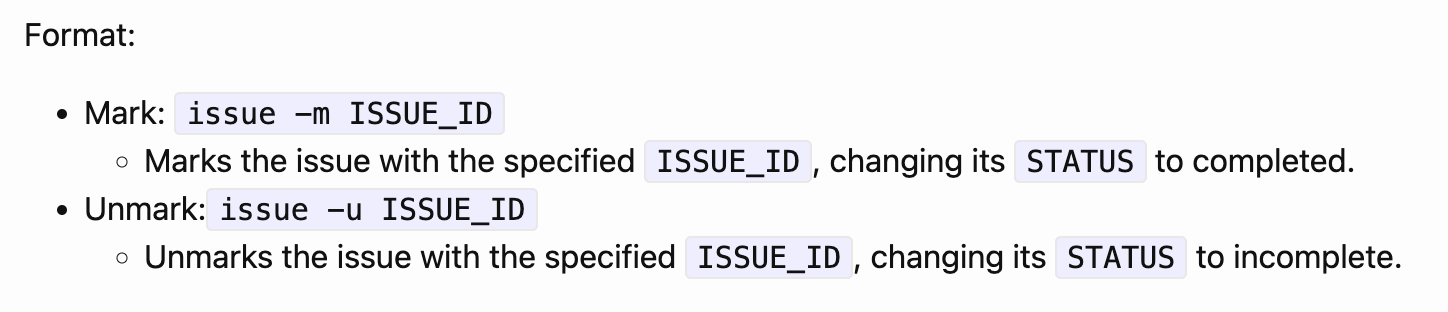 Format:
• Mark: issue -m ISSUE_ID
◦ Marks the issue with the specified ISSUE_ID, changing its STATUS to completed.
• Unmark: issue -u ISSUE_ID
◦ Unmarks the issue with the specified ISSUE_ID, changing its STATUS to incomplete.